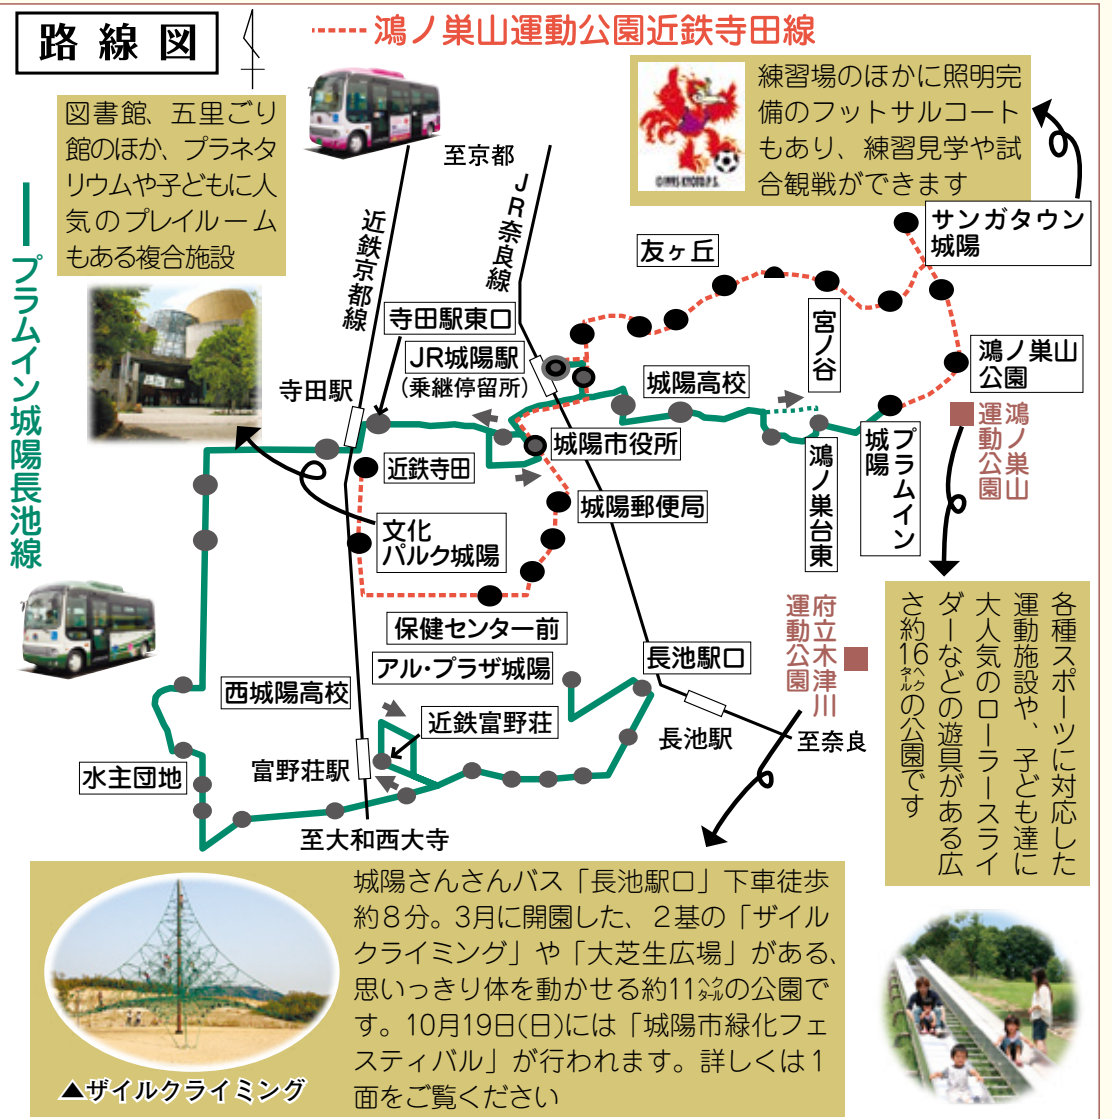 路線図
鴻ノ巣山運動公園近鉄寺田線
図書館、五里ごり
館のほか、プラネタ
リウムや子どもに人
気のプレイルーム
もある複合施設
練習場のほかに照明完
備のフットサルコート
もあり、練習見学や試
合観戦ができます
©1995 KYOTO.P.S.
至京都
JR奈良線
近鉄京都線
プラムイン城陽長池線
サンガタウン
城陽
友ヶ丘
宮ノ谷
寺田駅東口
JR城陽駅
(乗継停留所)
寺田駅
城陽高校
鴻ノ巣山
公園
鴻ノ巣山
運動公園
城陽市役所
近鉄寺田
城陽郵便局
文化
パルク城陽
鴻ノ巣台東
プラムイン
城陽
保健センター前
アル・プラザ城陽
長池駅口
府立木津川
運動公園
西城陽高校
近鉄富野荘
長池駅
至奈良
水主団地
富野荘駅
至大和西大寺
各種スポーツに対応した
運動施設や、子ども達に
大人気のローラースライ
ダーなどの遊具がある広
さ約16ヘクタールの公園です
城陽さんさんバス「長池駅口」下車徒歩
約8分。3月に開園した、2基の「ザイル
クライミング」や「大芝生広場」がある、
思いっきり体を動かせる約11ヘクタールの公園で
す。10月19日(日)には「城陽市緑化フェ
スティバル」が行われます。詳しくは1
面をご覧ください
▲ザイルクライミング